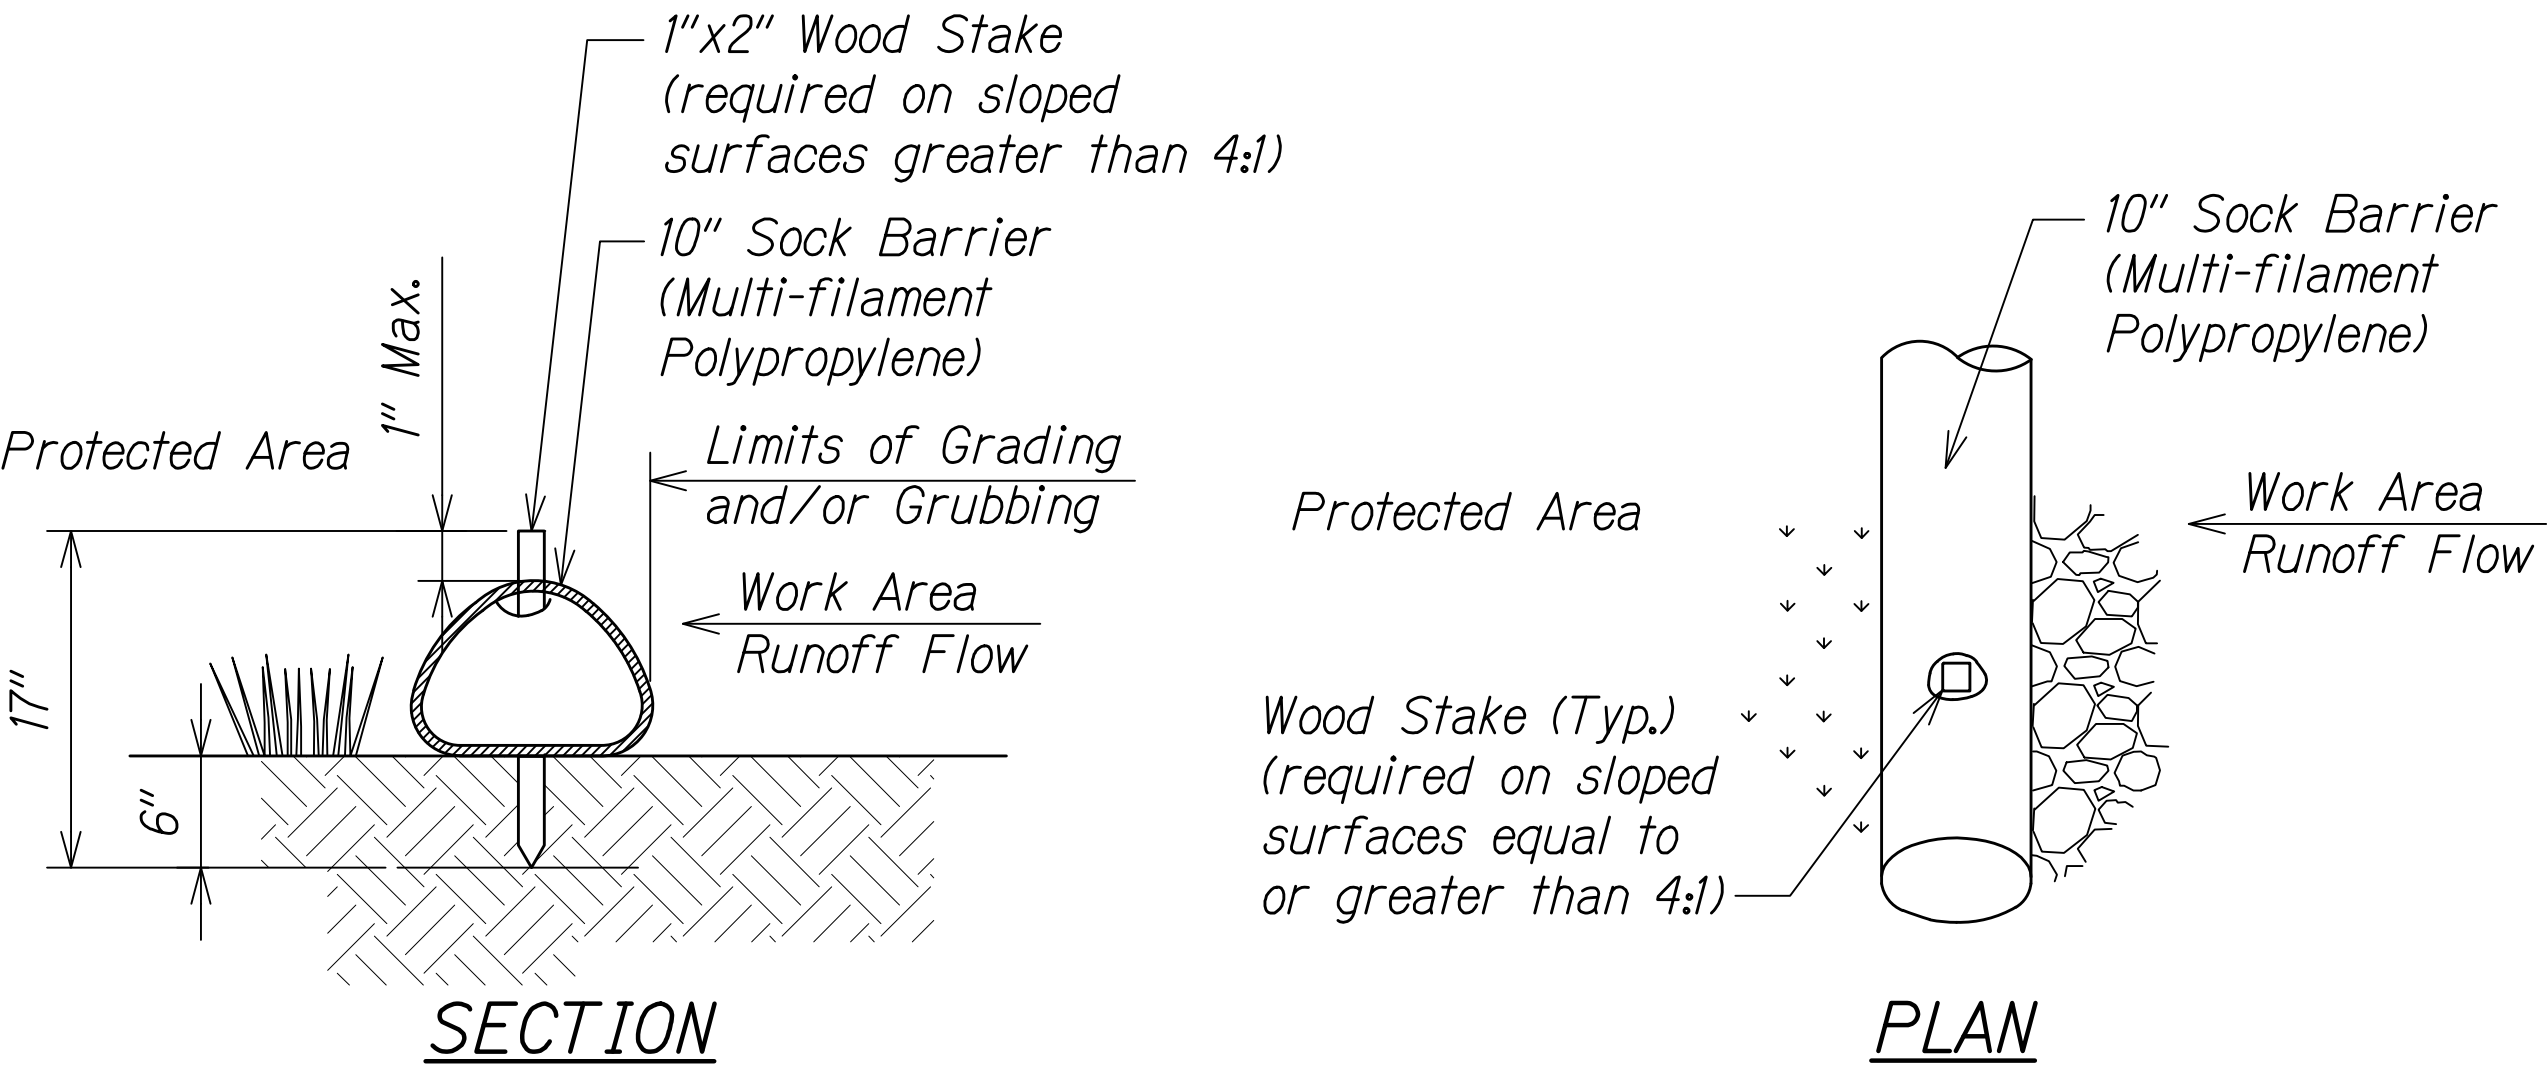 1"x2" Wood Stake
(required on sloped
surfaces greater than 4:1)
10" Sock Barrier
(Multi-filament
Polypropylene)
1" Max.
Protected Area
Limits of Grading
and/or Grubbing
Work Area
Runoff Flow
17"
6"
SECTION
10" Sock Barrier
(Multi-filament
Polypropylene)
Protected Area
Work Area
Runoff Flow
Wood Stake (Typ.)
(required on sloped
surfaces equal to
or greater than 4:1)
PLAN